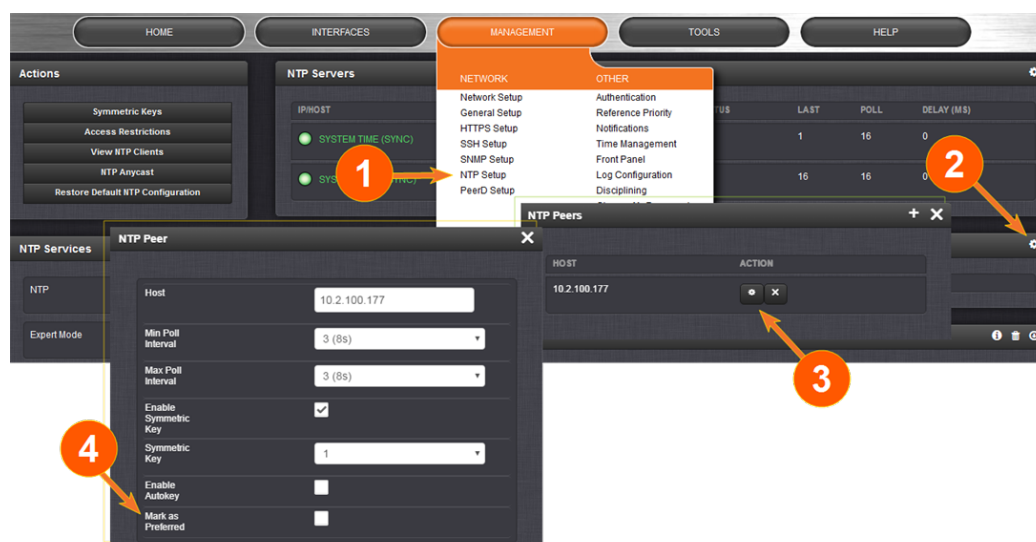 HOME
INTERFACES
MANAGEMENT
TOOLS
HELP
Actions
Symmetric Keys
Access Restrictions
View NTP Clients
NTP Anycast
Restore Default NTP Configuration
NTP Servers
IP/HOST
LAST
POLL
DELAY (MS)
SYSTEM TIME (SYNC)
1
16
0
16
16
0
NETWORK
Network Setup
General Setup
HTTPS Setup
SSH Setup
SNMP Setup
NTP Setup
PeerD Setup
OTHER
Authentication
Reference Priority
Notifications
Time Management
Front Panel
Log Configuration
Disciplining
1
2
NTP Services
NTP
Expert Mode
NTP Peers
HOST
ACTION
10.2.100.177
3
NTP Peer
Host
10.2.100.177
Min Poll
Interval
3 (8s)
Max Poll
Interval
3 (8s)
Enable
Symmetric
Key
Symmetric
Key
1
Enable
Autokey
4
Mark as
Preferred